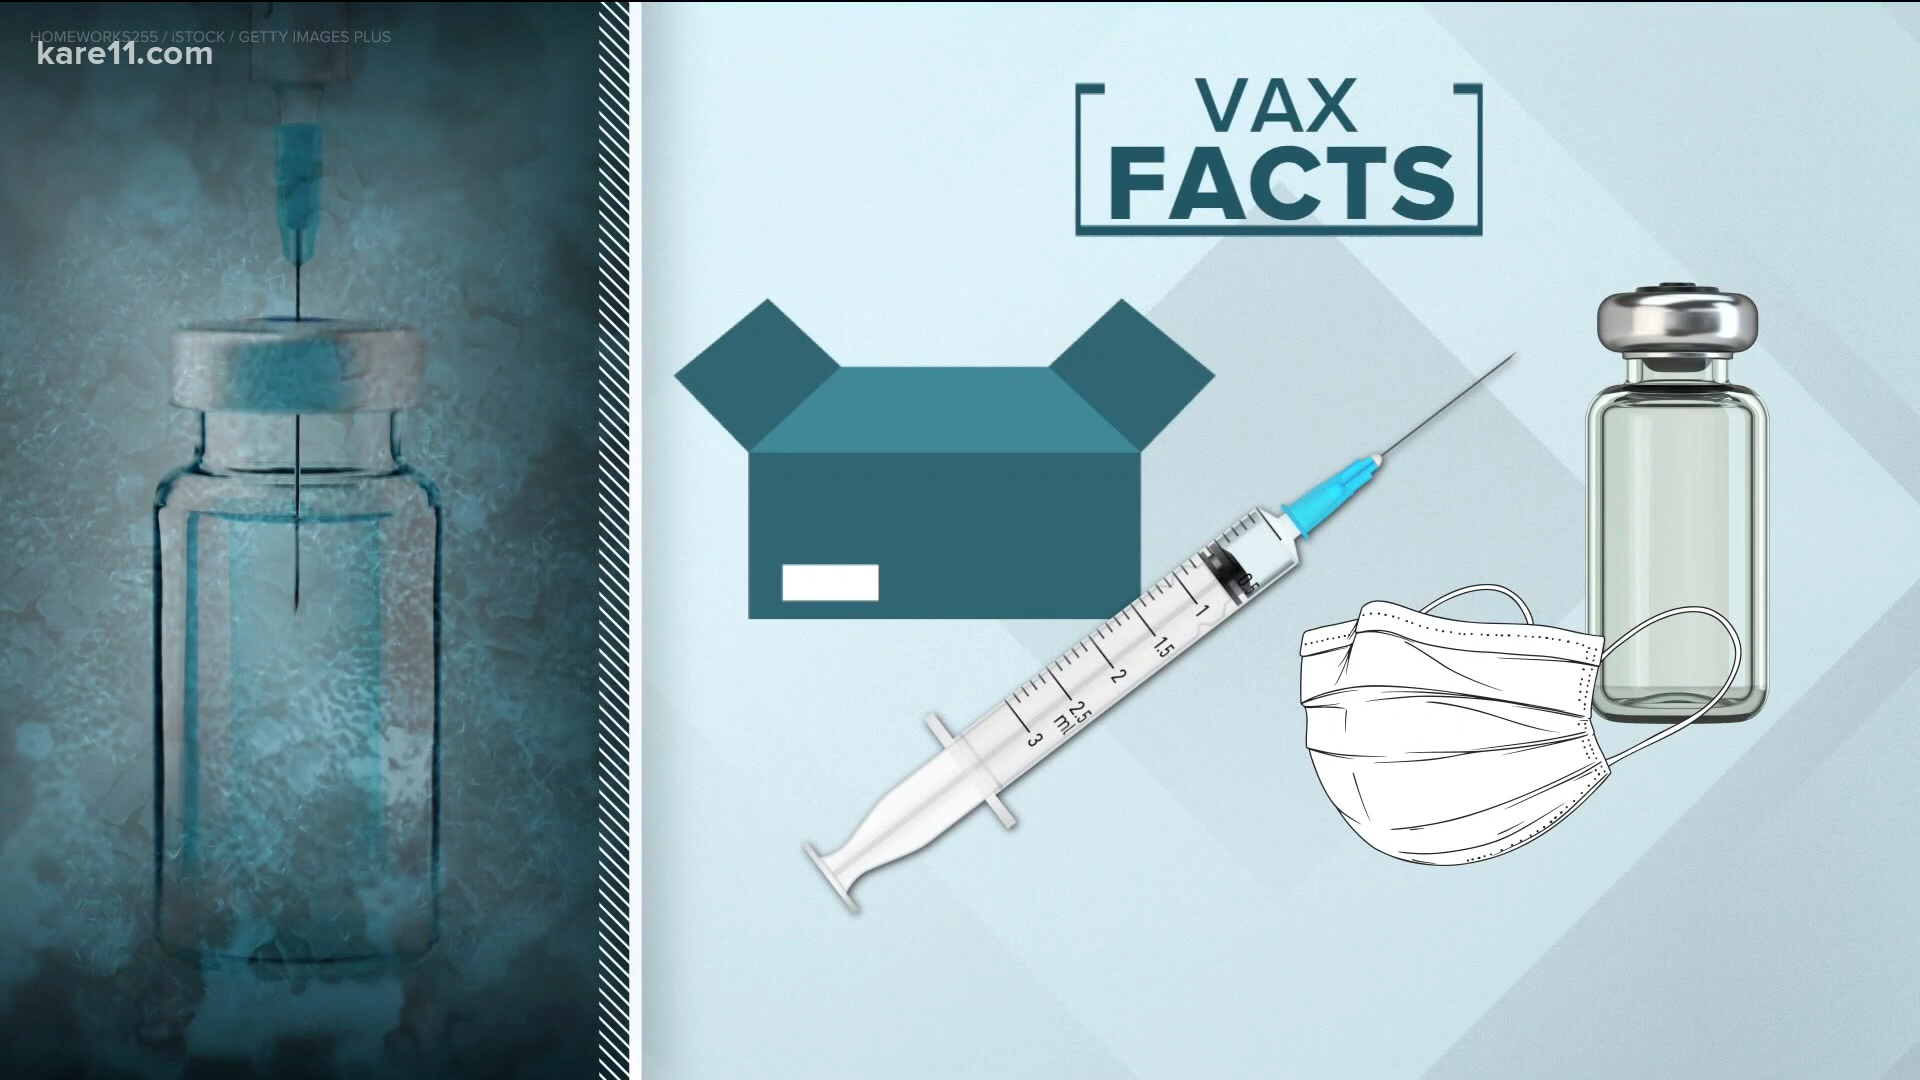 HOMEWORKS255 / iSTOCK / GETTY IMAGES PLUS
kare11.com
VAX
FACTS
0.5
1
1.5
2
2.5
ml
3